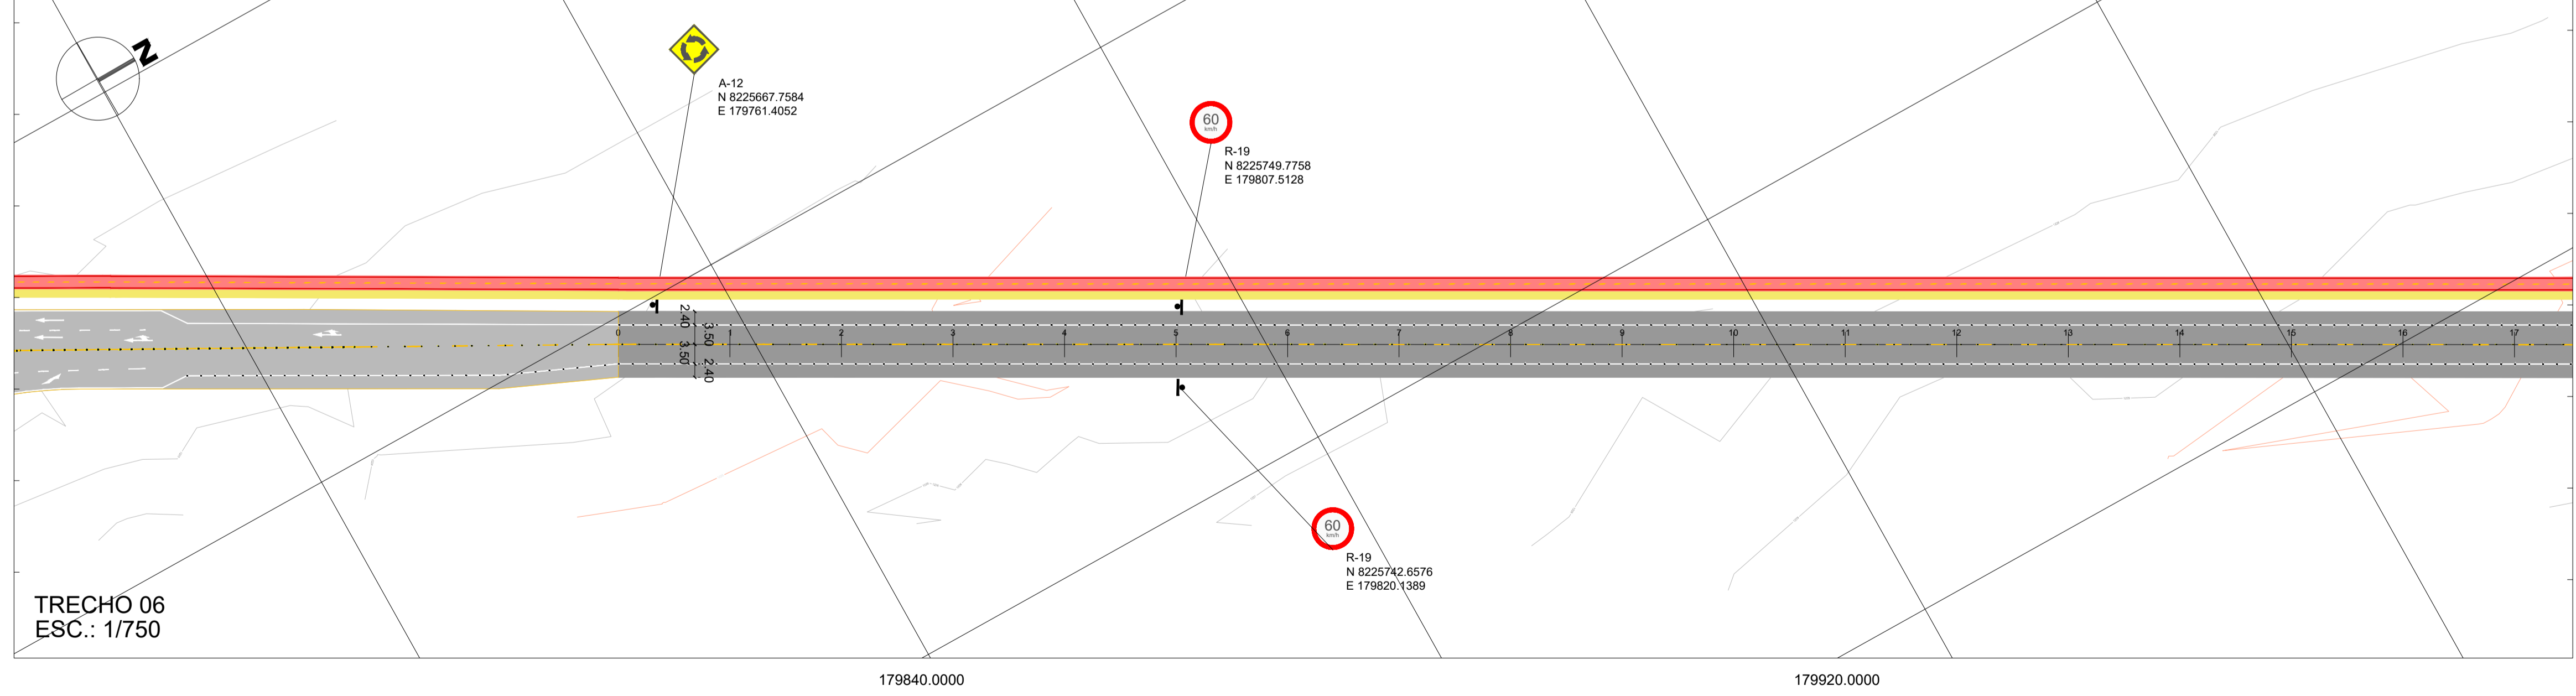 N
A-12
N 8225667.7584
E 179761.4052
60
km/h
R-19
N 8225749.7758
E 179807.5128
2.40
3.50
3.50
2.40
0 1 2 3 4 5 6 7 8 9 10 11 12 13 14 15 16 17
60
km/h
R-19
N 8225742.6576
E 179820.1389
TRECHO 06
ESC.: 1/750
179840.0000
179920.0000